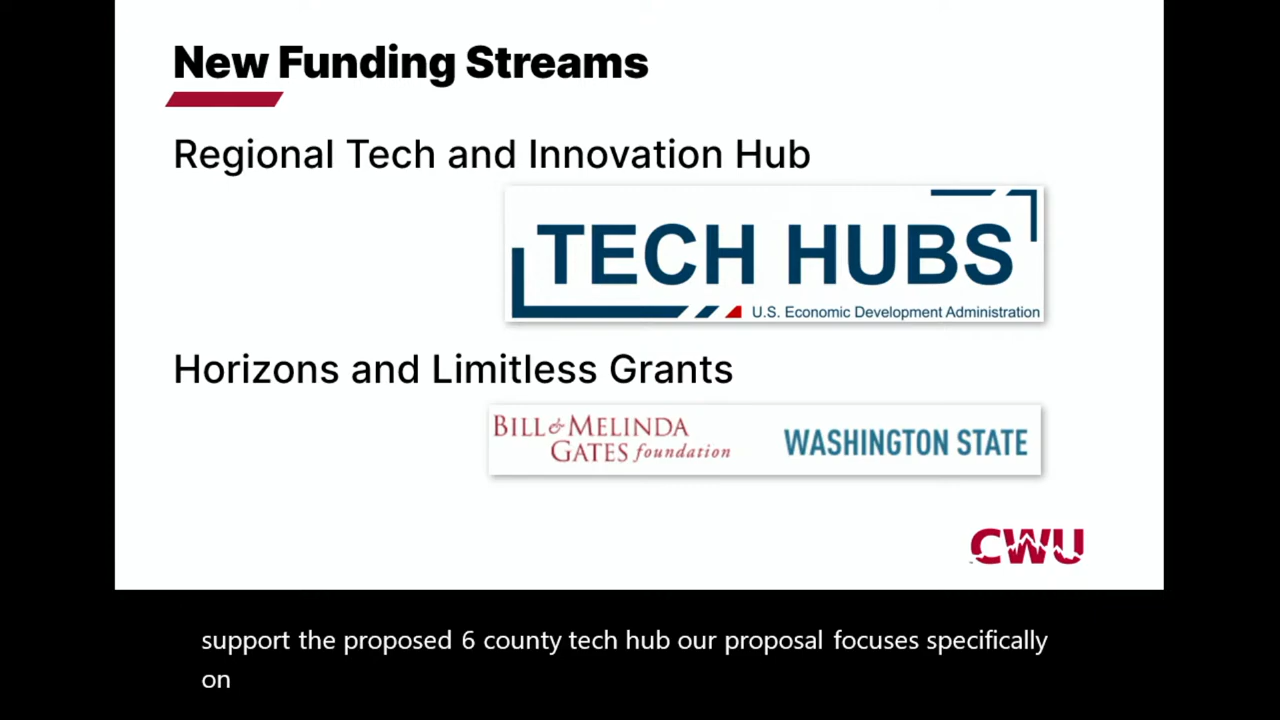 New Funding Streams
Regional Tech and Innovation Hub
TECH HUBS
U.S. Economic Development Administration
Horizons and Limitless Grants
BILL & MELINDA
GATES foundation
WASHINGTON STATE
CWU
support the proposed 6 county tech hub our proposal focuses specifically
on